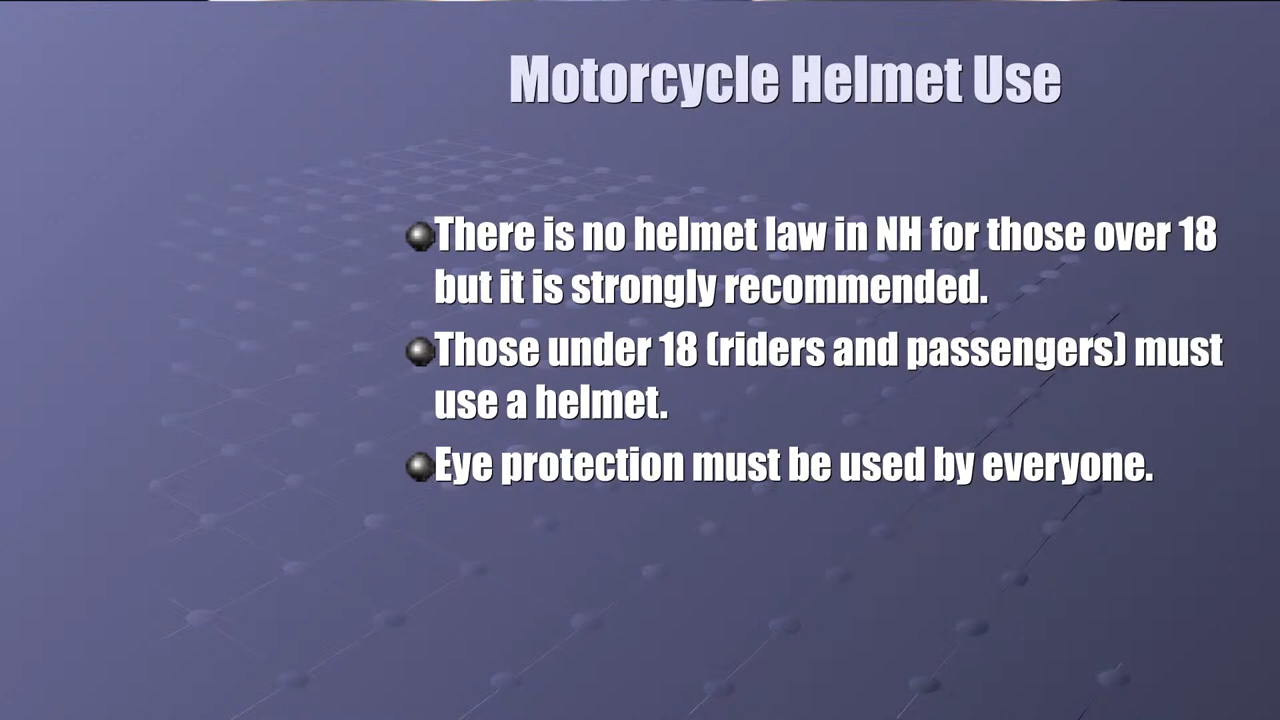 Motorcycle Helmet Use
There is no helmet law in NH for those over 18
but it is strongly recommended.
Those under 18 (riders and passengers) must
use a helmet.
Eye protection must be used by everyone.